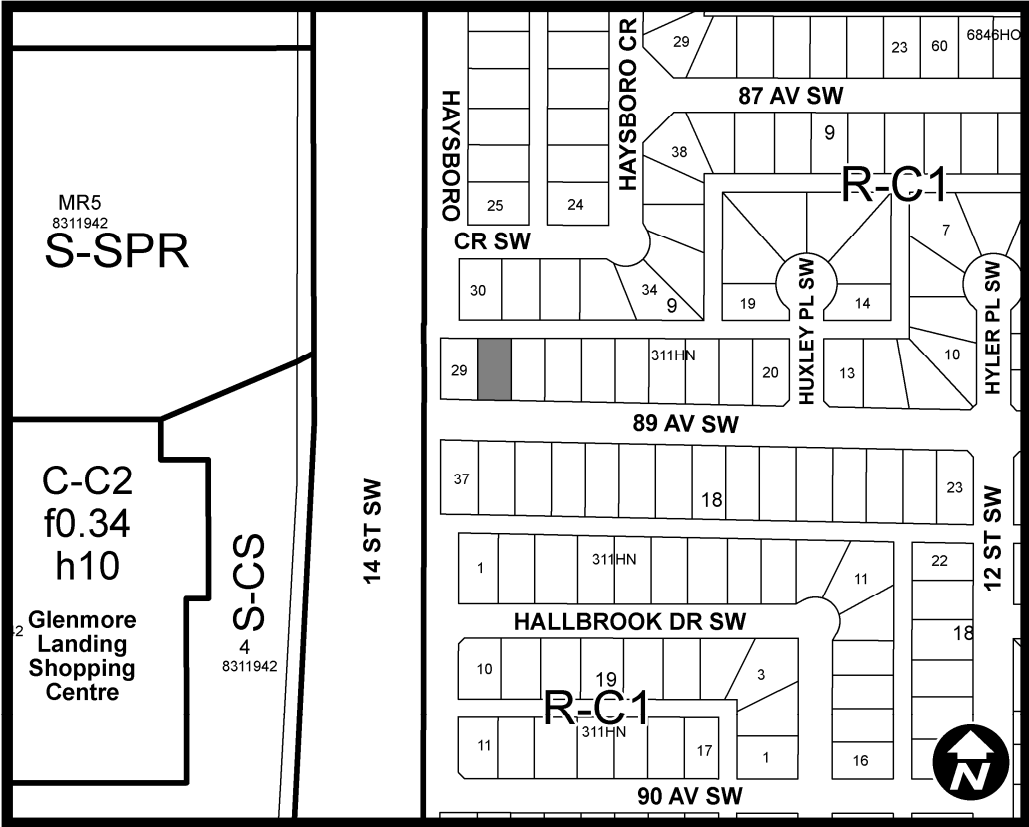 29
23
60
6846HO
87 AV SW
HAYSBORO
HAYSBORO CR
CR SW
9
38
R-C1
MR5
8311942
S-SPR
25
24
7
30
34
9
19
14
HUXLEY PL SW
HYLER PL SW
29
311HN
20
13
10
89 AV SW
37
18
23
C-C2
f0.34
h10
14 ST SW
12 ST SW
S-CS
4
8311942
1
311HN
11
22
HALLBROOK DR SW
Glenmore
Landing
Shopping
Centre
42
18
10
19
3
R-C1
311HN
11
17
1
16
90 AV SW
N